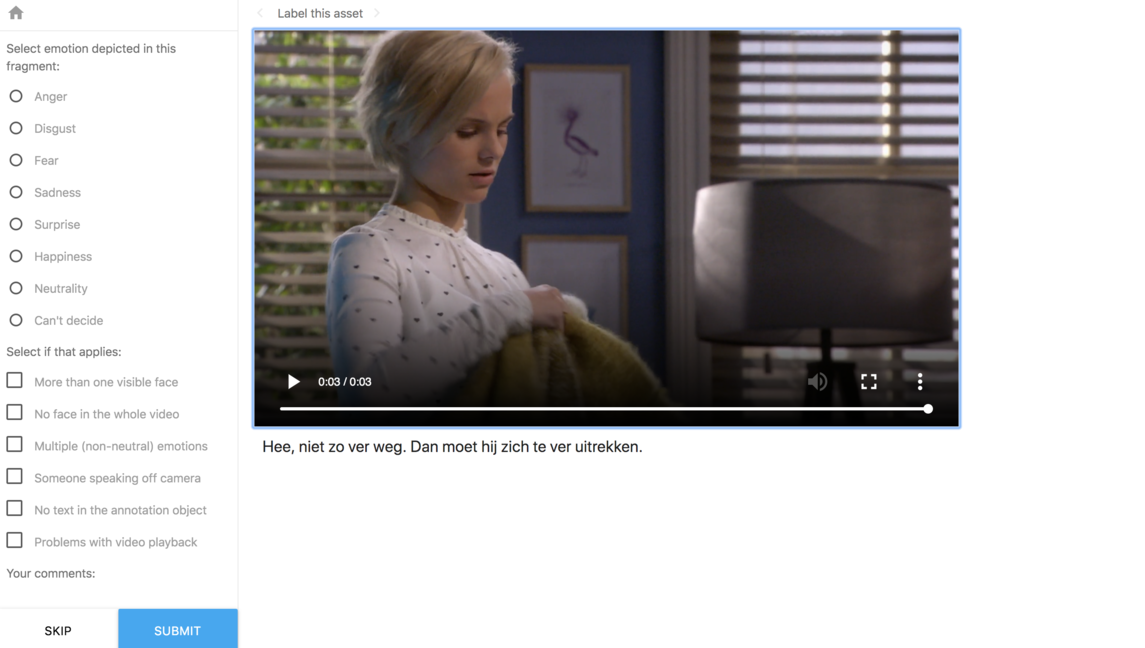 Label this asset
Select emotion depicted in this
fragment:
Anger
Disgust
Fear
Sadness
Surprise
Happiness
Neutrality
Can't decide
Select if that applies:
More than one visible face
No face in the whole video
Multiple (non-neutral) emotions
Someone speaking off camera
No text in the annotation object
Problems with video playback
Your comments:
SKIP
SUBMIT
0:03 / 0:03
Hee, niet zo ver weg. Dan moet hij zich te ver uitrekken.